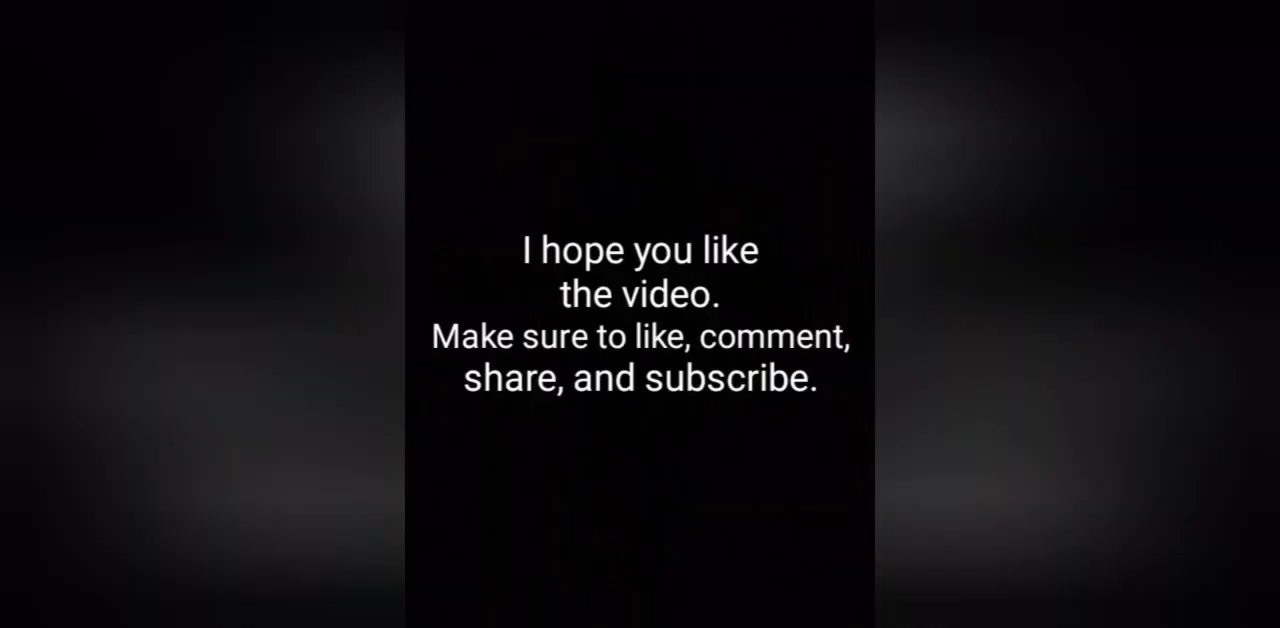 I hope you like
the video.
Make sure to like, comment,
share, and subscribe.